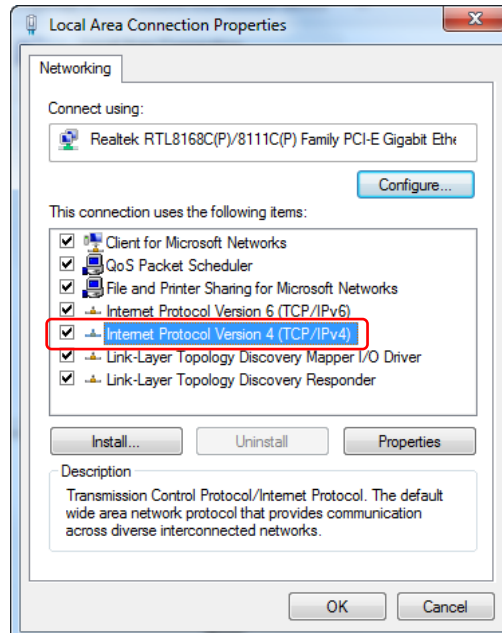 Local Area Connection Properties
Networking
Connect using:
Realtek RTL8168C(P)/8111C(P) Family PCI-E Gigabit Ethe
Configure...
This connection uses the following items:
Client for Microsoft Networks
QoS Packet Scheduler
File and Printer Sharing for Microsoft Networks
Internet Protocol Version 6 (TCP/IPv6)
Internet Protocol Version 4 (TCP/IPv4)
Link-Layer Topology Discovery Mapper I/O Driver
Link-Layer Topology Discovery Responder
Install... Uninstall Properties
Description
Transmission Control Protocol/Internet Protocol. The default
wide area network protocol that provides communication
across diverse interconnected networks.
OK Cancel